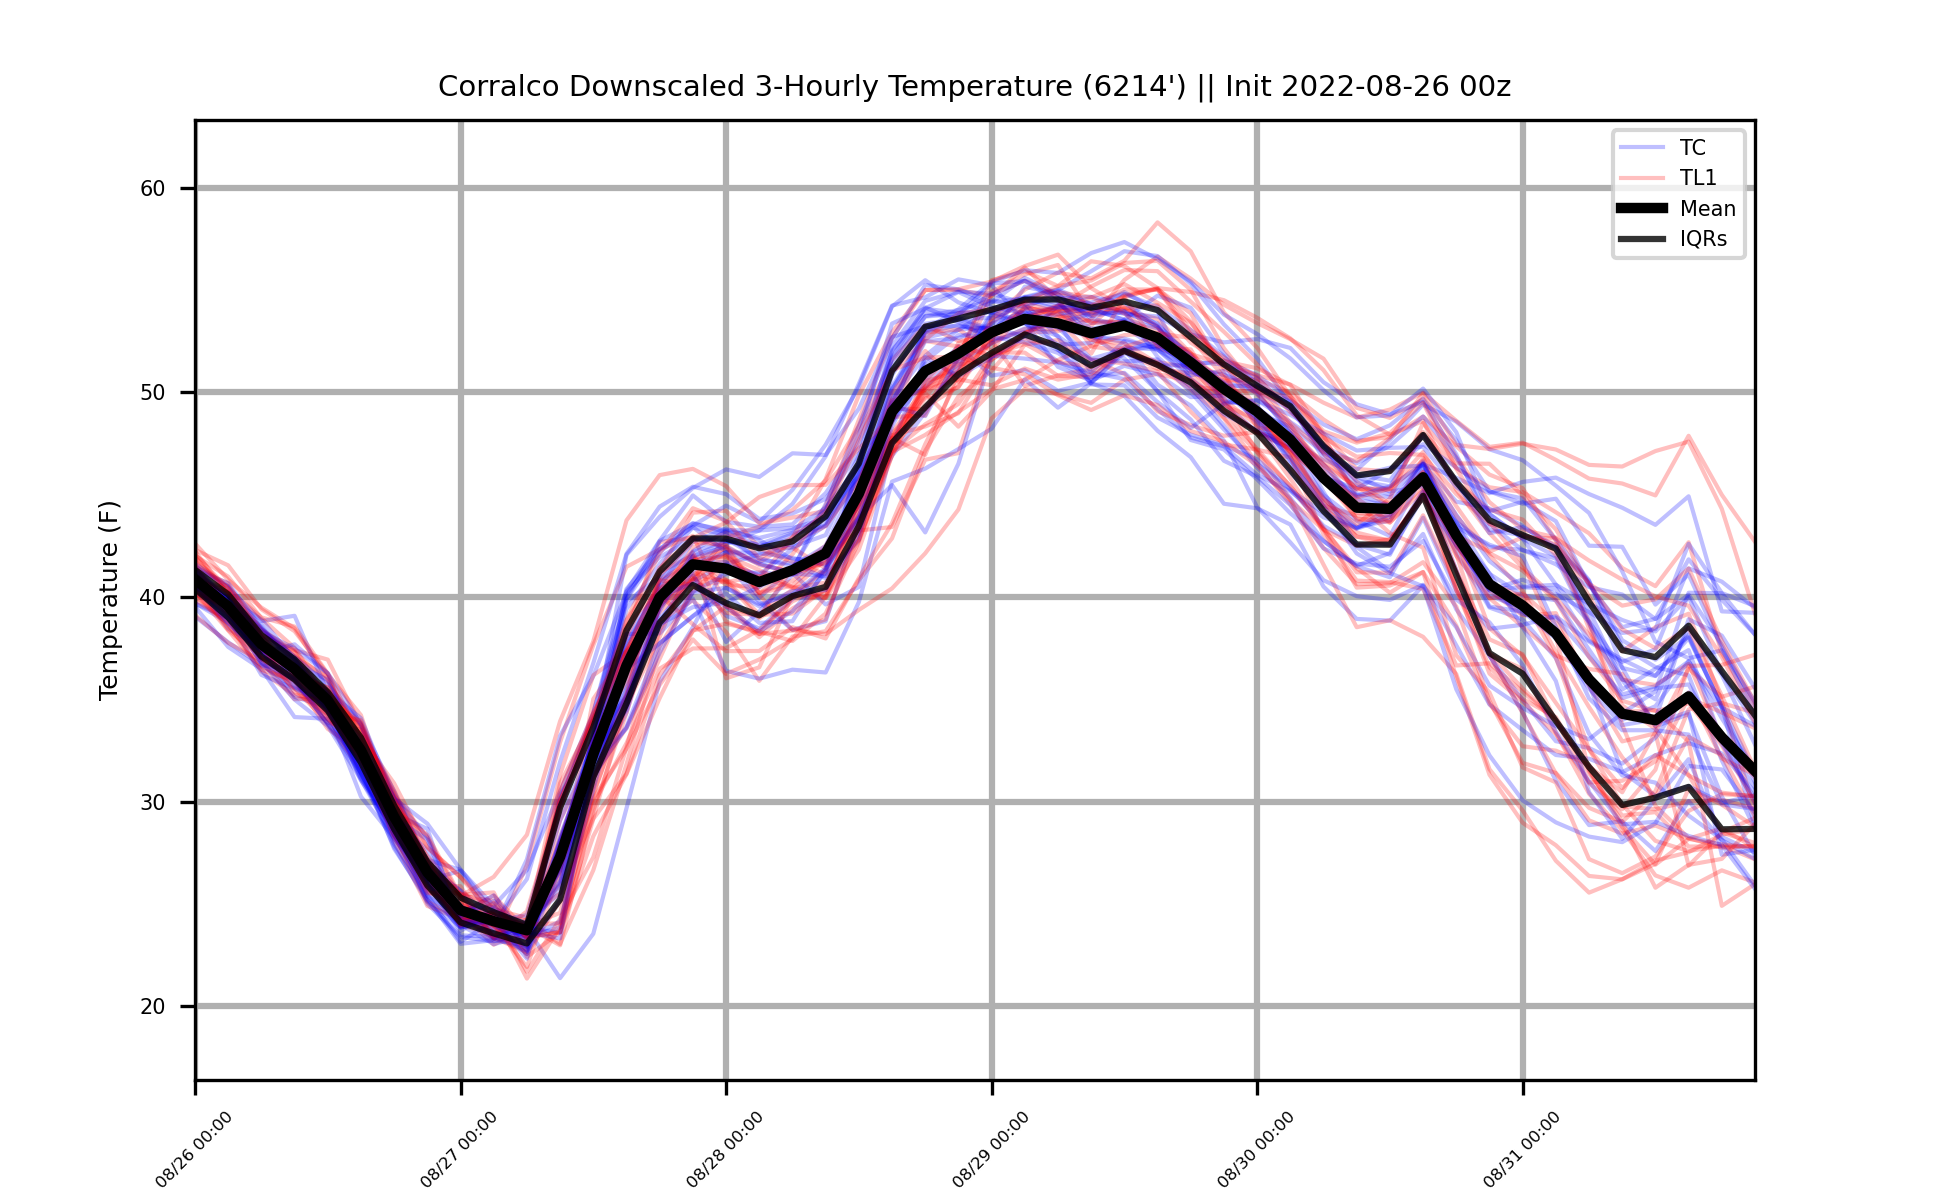 Corralco Downscaled 3-Hourly Temperature (6214') || Init 2022-08-26 00z
TC
TL1
Mean
IQRs
Temperature (F)
60
50
40
30
20
08/26 00:00
08/27 00:00
08/28 00:00
08/29 00:00
08/30 00:00
08/31 00:00